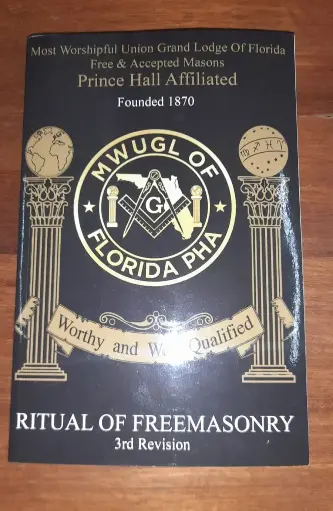 Most Worshipful Union Grand Lodge Of Florida
Free & Accepted Masons
Prince Hall Affiliated
Founded 1870
MWUGL OF
G
FLORIDA PHA
Worthy and Qualified
RITUAL OF FREEMASONRY
3rd Revision